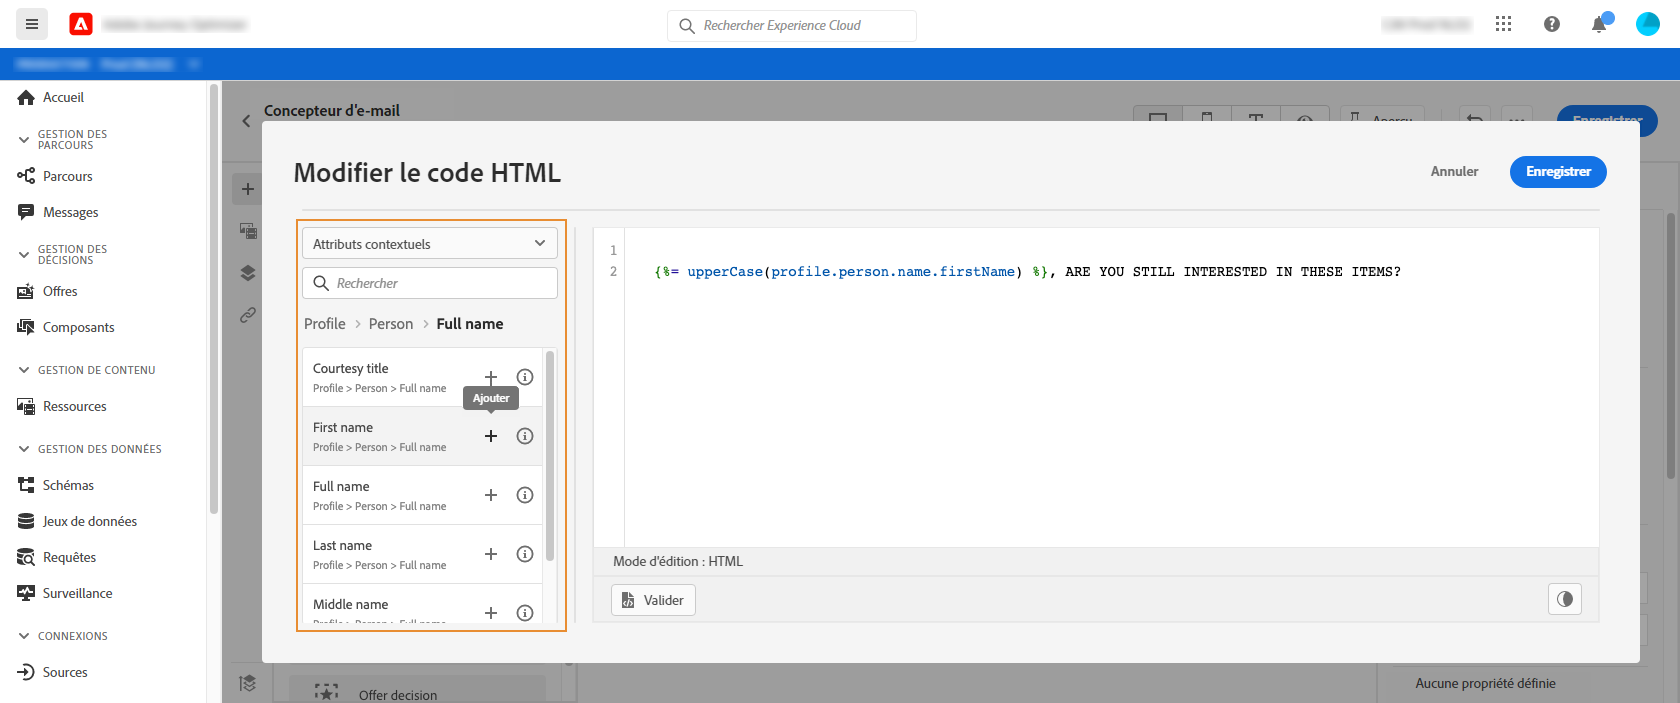 Rechercher Experience Cloud
Accueil
GESTION DES
PARCOURS
Parcours
Messages
GESTION DES
DÉCISIONS
Offres
Composants
GESTION DE CONTENU
Ressources
GESTION DES DONNÉES
Schémas
Jeux de données
Requêtes
Surveillance
CONNEXIONS
Sources
Concepteur d'e-mail
Aperçu
Enregistrer
Modifier le code HTML
Annuler
Enregistrer
Attributs contextuels
Rechercher
Profile > Person > Full name
Courtesy title
Profile > Person > Full name
Ajouter
First name
Profile > Person > Full name
Full name
Profile > Person > Full name
Last name
Profile > Person > Full name
Middle name
Profile > Person > Full name
1
2 {%= upperCase(profile.person.name.firstName) %}, ARE YOU STILL INTERESTED IN THESE ITEMS?
Mode d'édition : HTML
Valider
Offer decision
Aucune propriété définie